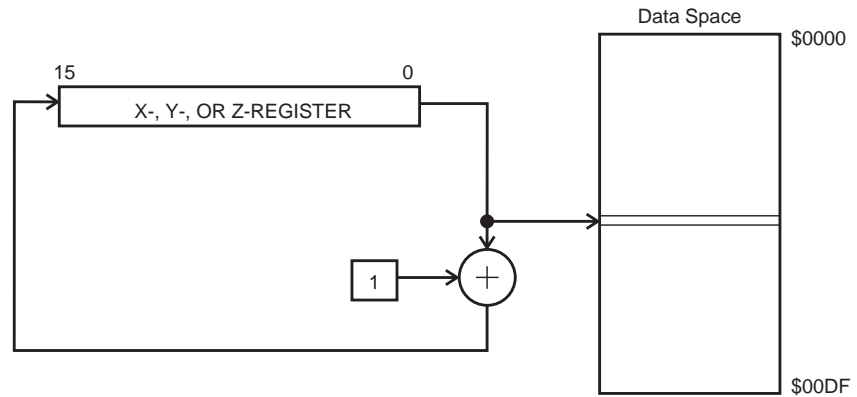 Data Space
$0000
15 0
X-, Y-, OR Z-REGISTER
1
+
$00DF